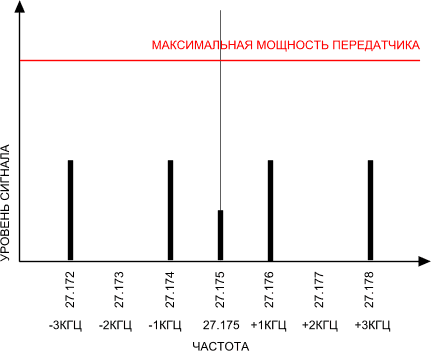 МАКСИМАЛЬНАЯ МОЩНОСТЬ ПЕРЕДАТЧИКА
УРОВЕНЬ СИГНАЛА
27.172 27.173 27.174 27.175 27.176 27.177 27.178
-3КГЦ -2КГЦ -1КГЦ 27.175 +1КГЦ +2КГЦ +3КГЦ
ЧАСТОТА